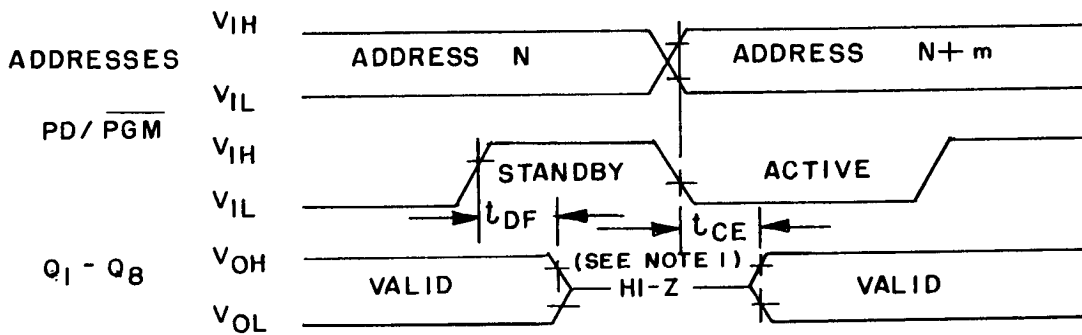 VIH
ADDRESSES ADDRESS N ADDRESS N+m
VIL
PD/ PGM
VIH
STANDBY ACTIVE
VIL
tDF tCE
VOH (SEE NOTE 1)
Q1 - Q8 VALID HI-Z VALID
VOL